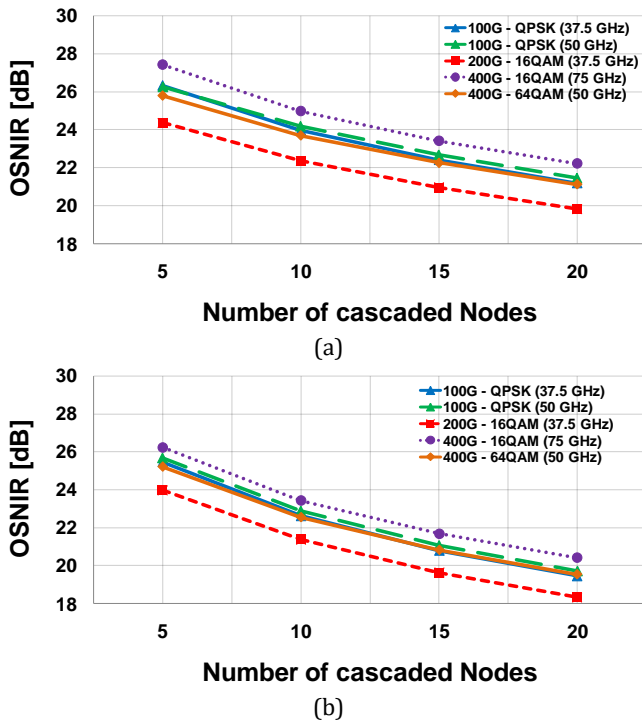 30
28
26
24
22
20
18
OSNIR [dB]
100G - QPSK (37.5 GHz)
100G - QPSK (50 GHz)
200G - 16QAM (37.5 GHz)
400G - 16QAM (75 GHz)
400G - 64QAM (50 GHz)
5 10 15 20
Number of cascaded Nodes
(a)
30
28
26
24
22
20
18
OSNIR [dB]
100G - QPSK (37.5 GHz)
100G - QPSK (50 GHz)
200G - 16QAM (37.5 GHz)
400G - 16QAM (75 GHz)
400G - 64QAM (50 GHz)
5 10 15 20
Number of cascaded Nodes
(b)